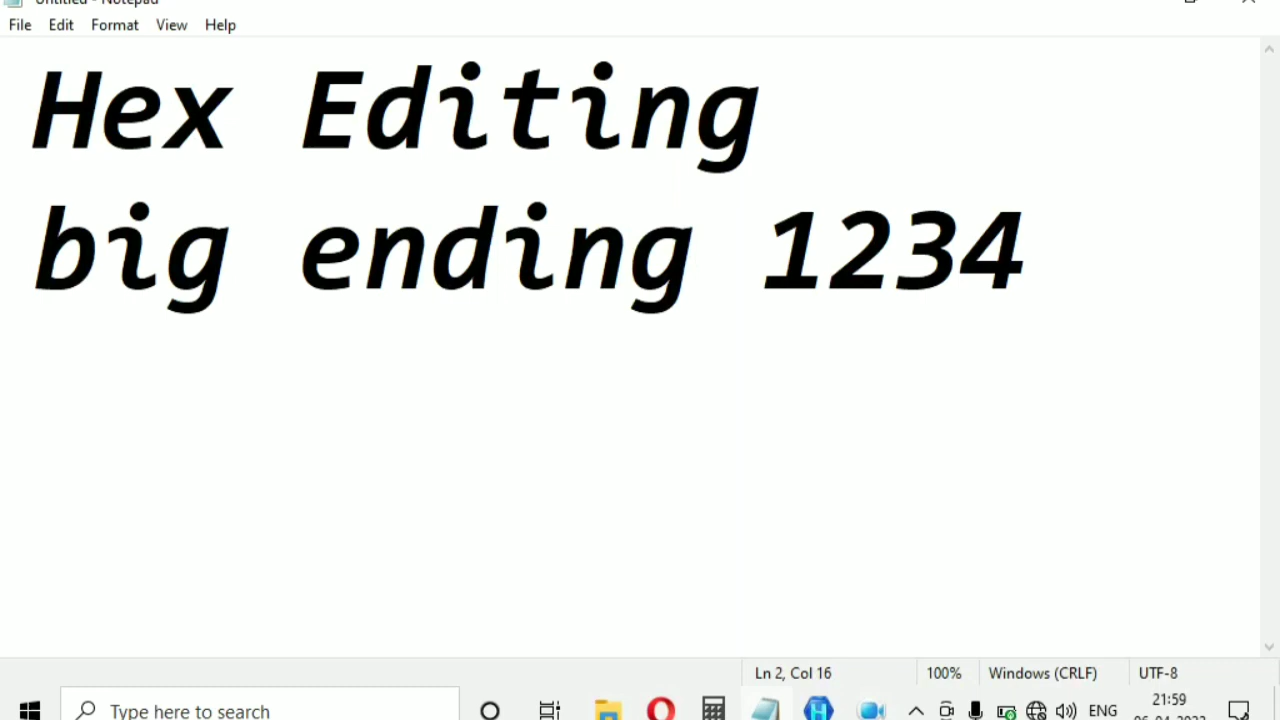 Untitled - Notepad
File Edit Format View Help
Hex Editing
big ending 1234
Ln 2, Col 16 100% Windows (CRLF) UTF-8
Type here to search
ENG
21:59